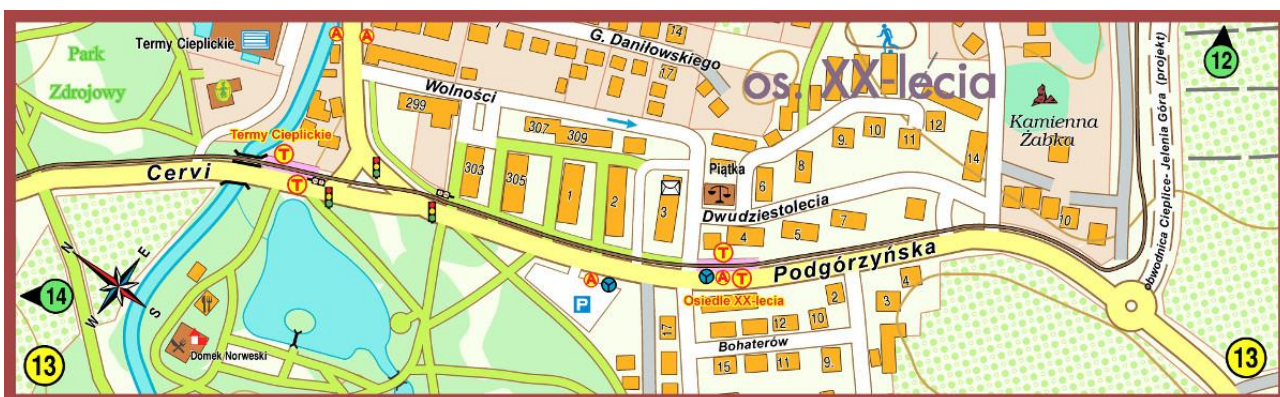 Park
Zdrojowy
Termy Cieplickie
A
A
G. Daniłowskiego
14
17
os. XX-lecia
12
Wolności
299
307
309
Kamienna
Żabka
obwodnica Cieplice- Jelenia Góra (projekt)
Termy Cieplickie
T
T
Cervi
303
305
1
2
3
Piątka
6
8
9.
10
11
12
14
10
Dwudziestolecia
4
5
7
T
Podgórzyńska
A
A
T
Osiedle XX-lecia
P
N
E
W
S
14
13
Domek Norweski
17
2
3
4
12
10
Bohaterów
15
11
9.
13